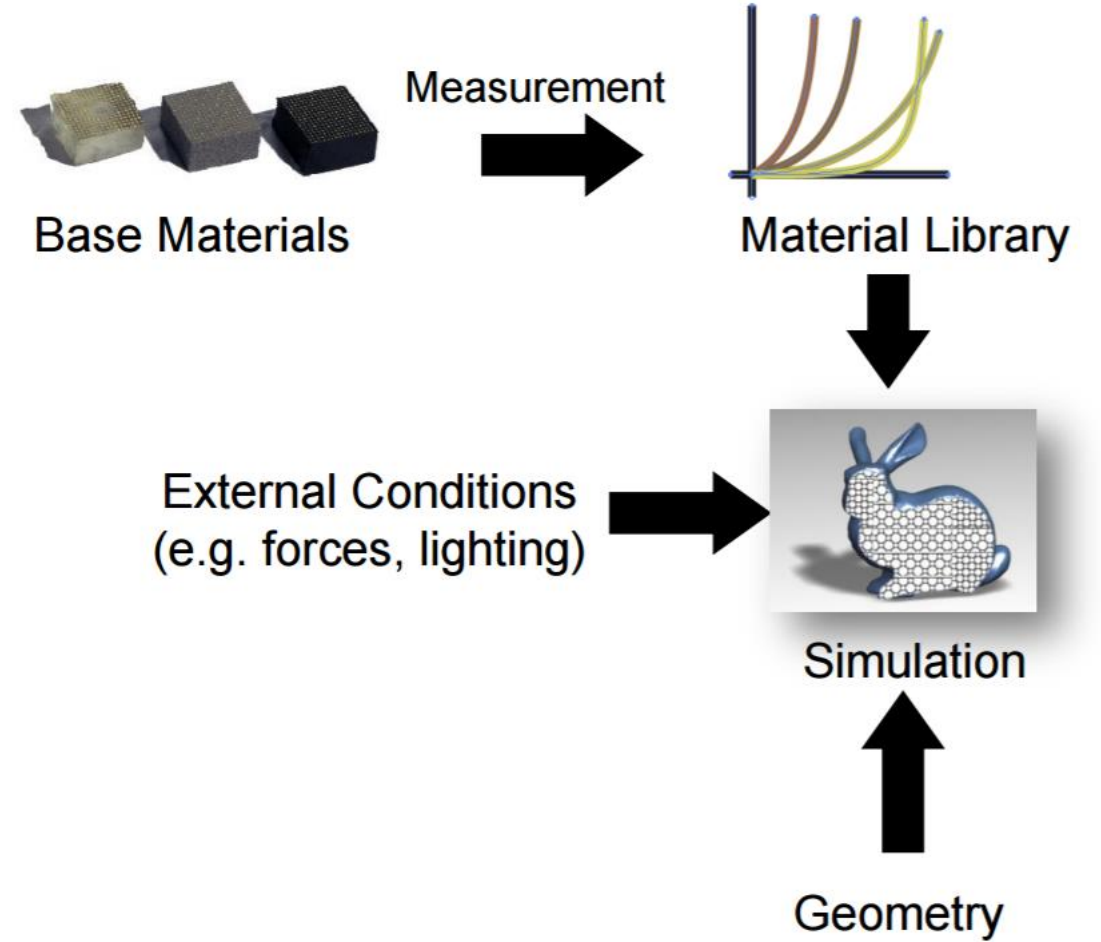 Measurement
Base Materials
Material Library
External Conditions
(e.g. forces, lighting)
Simulation
Geometry